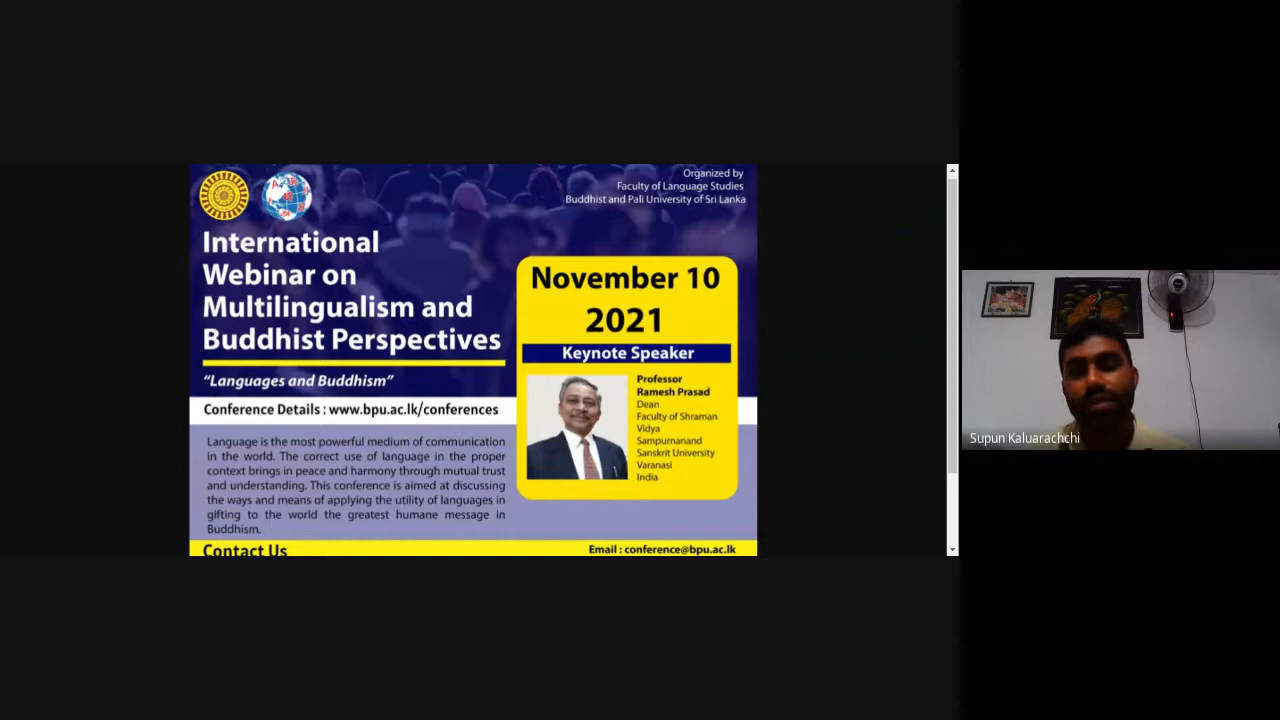 Organized by
Faculty of Language Studies
Buddhist and Pali University of Sri Lanka
International
Webinar on
Multilingualism and
Buddhist Perspectives
“Languages and Buddhism”
Conference Details : www.bpu.ac.lk/conferences
Language is the most powerful medium of communication
in the world. The correct use of language in the proper
context brings in peace and harmony through mutual trust
and understanding. This conference is aimed at discussing
the ways and means of applying the utility of languages in
gifting to the world the greatest humane message in
Buddhism.
November 10
2021
Keynote Speaker
Professor
Ramesh Prasad
Dean
Faculty of Shraman
Vidya
Sampurnanand
Sanskrit University
Varanasi
India
Contact Us
Email : conference@bpu.ac.lk
Supun Kaluarachchi